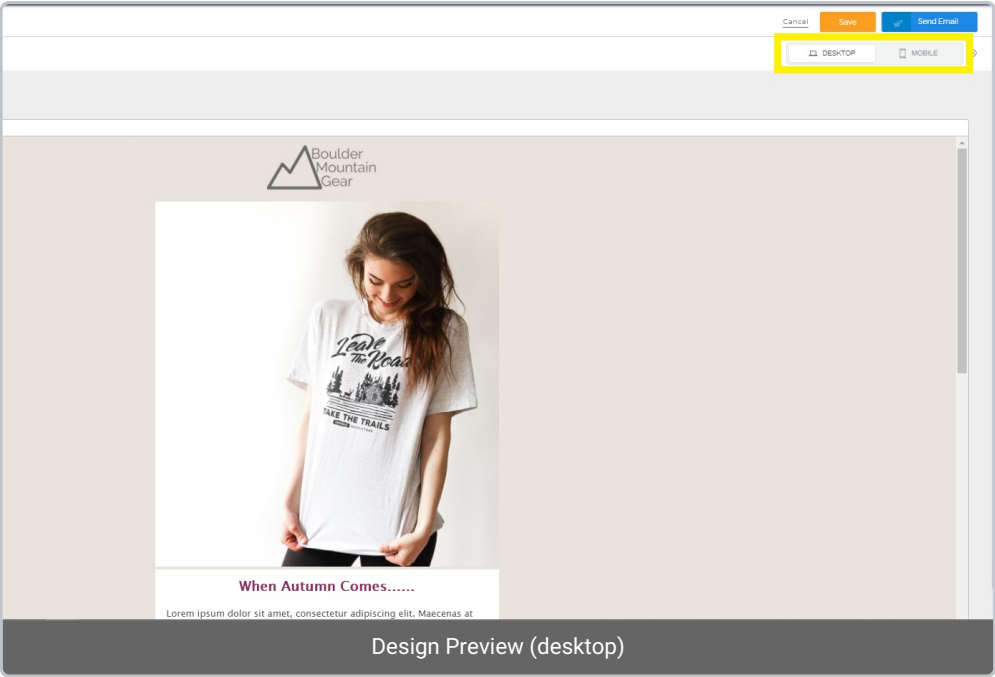 Cancel
Save
Send Email
DESKTOP
MOBILE
Boulder
Mountain
Gear
Leave
The Road
TAKE THE TRAILS
When Autumn Comes......
Lorem ipsum dolor sit amet, consectetur adipiscing elit. Maecenas at
Design Preview (desktop)